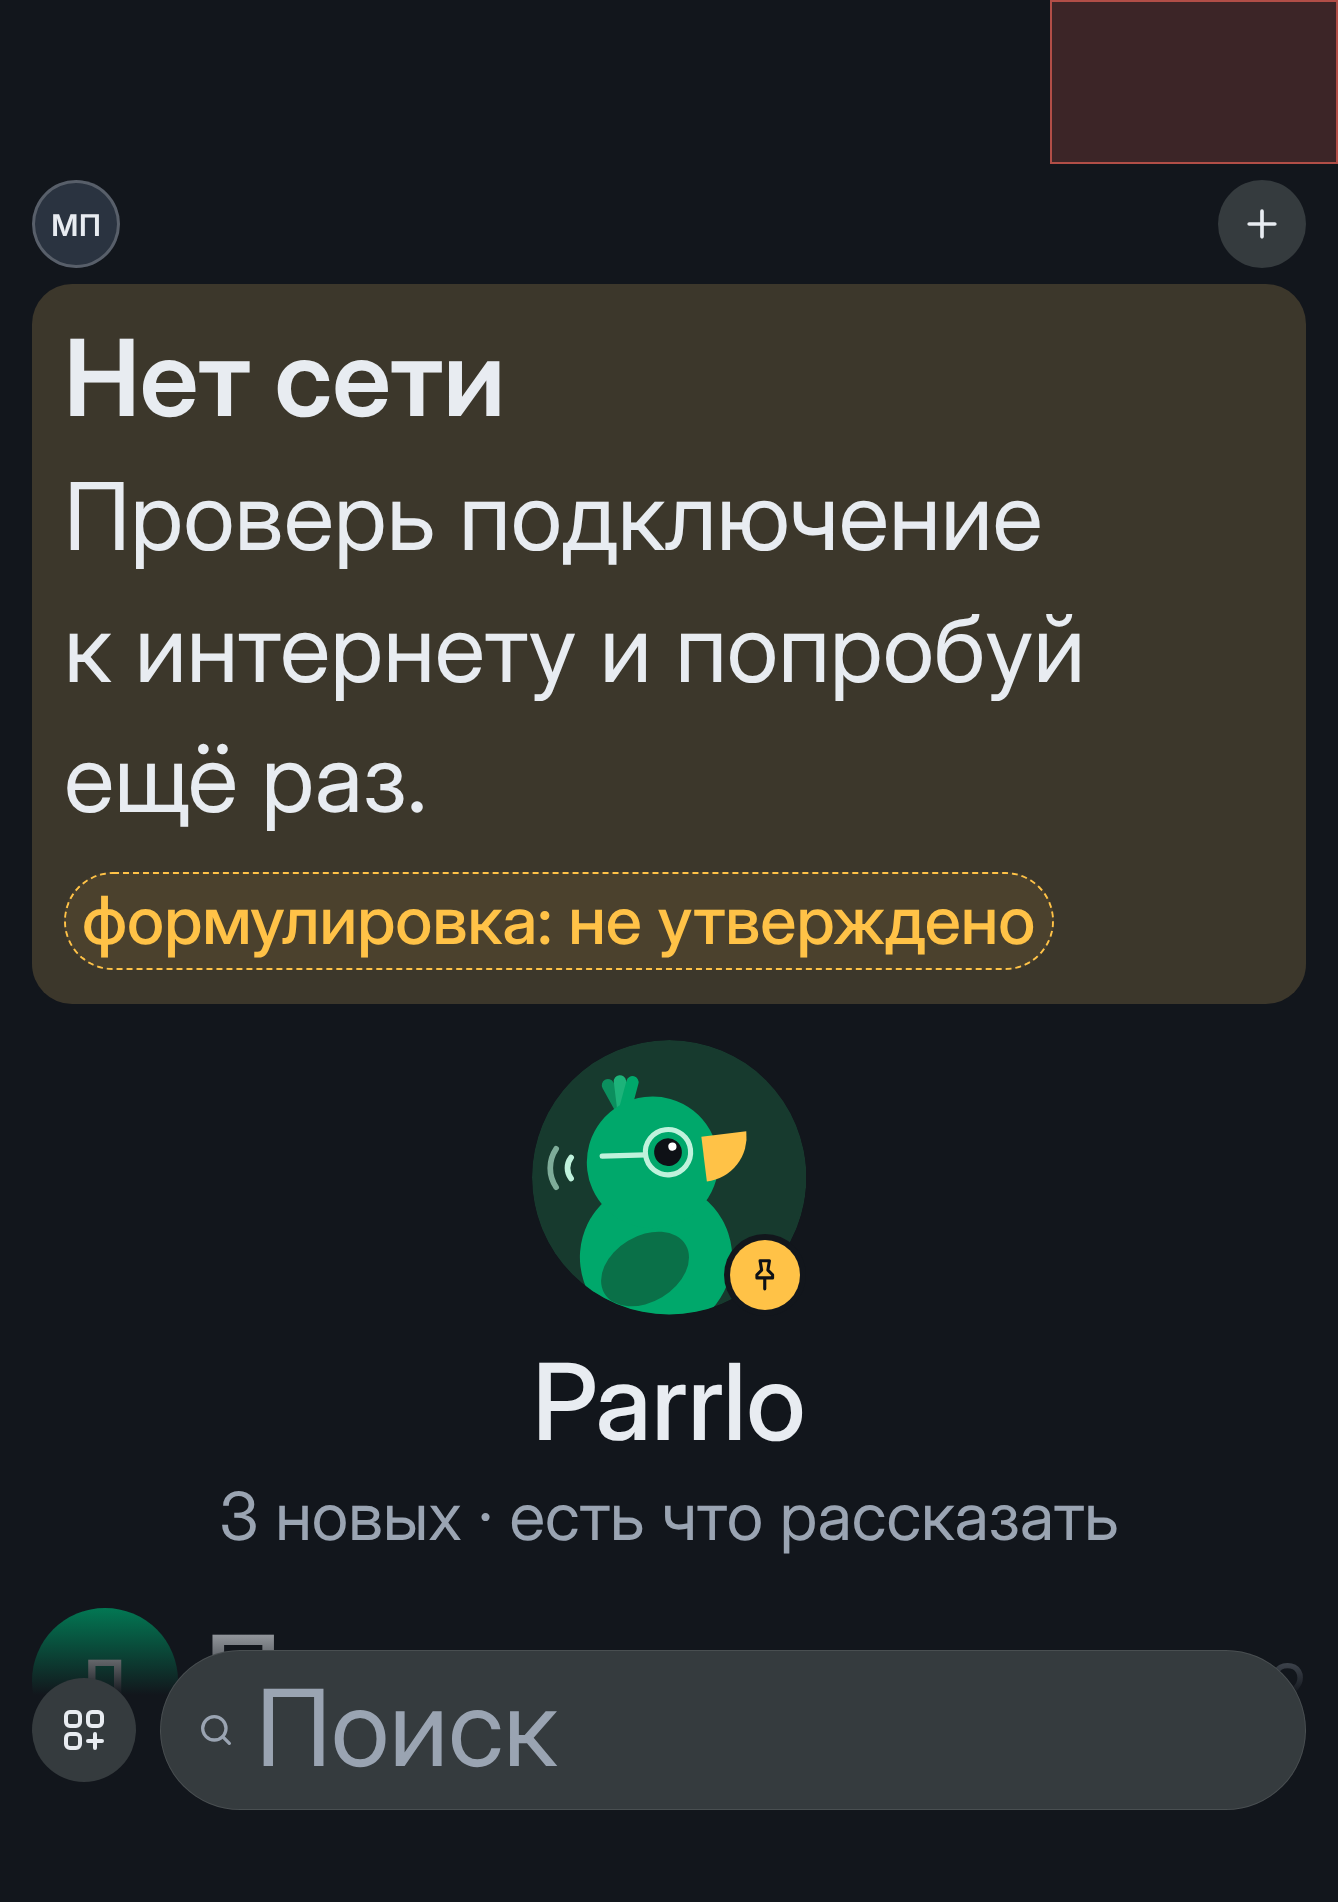 МП
Нет сети
Проверь подключение
к интернету и попробуй
ещё раз.
формулировка: не утверждено
Parrlo
3 новых · есть что рассказать
Поиск